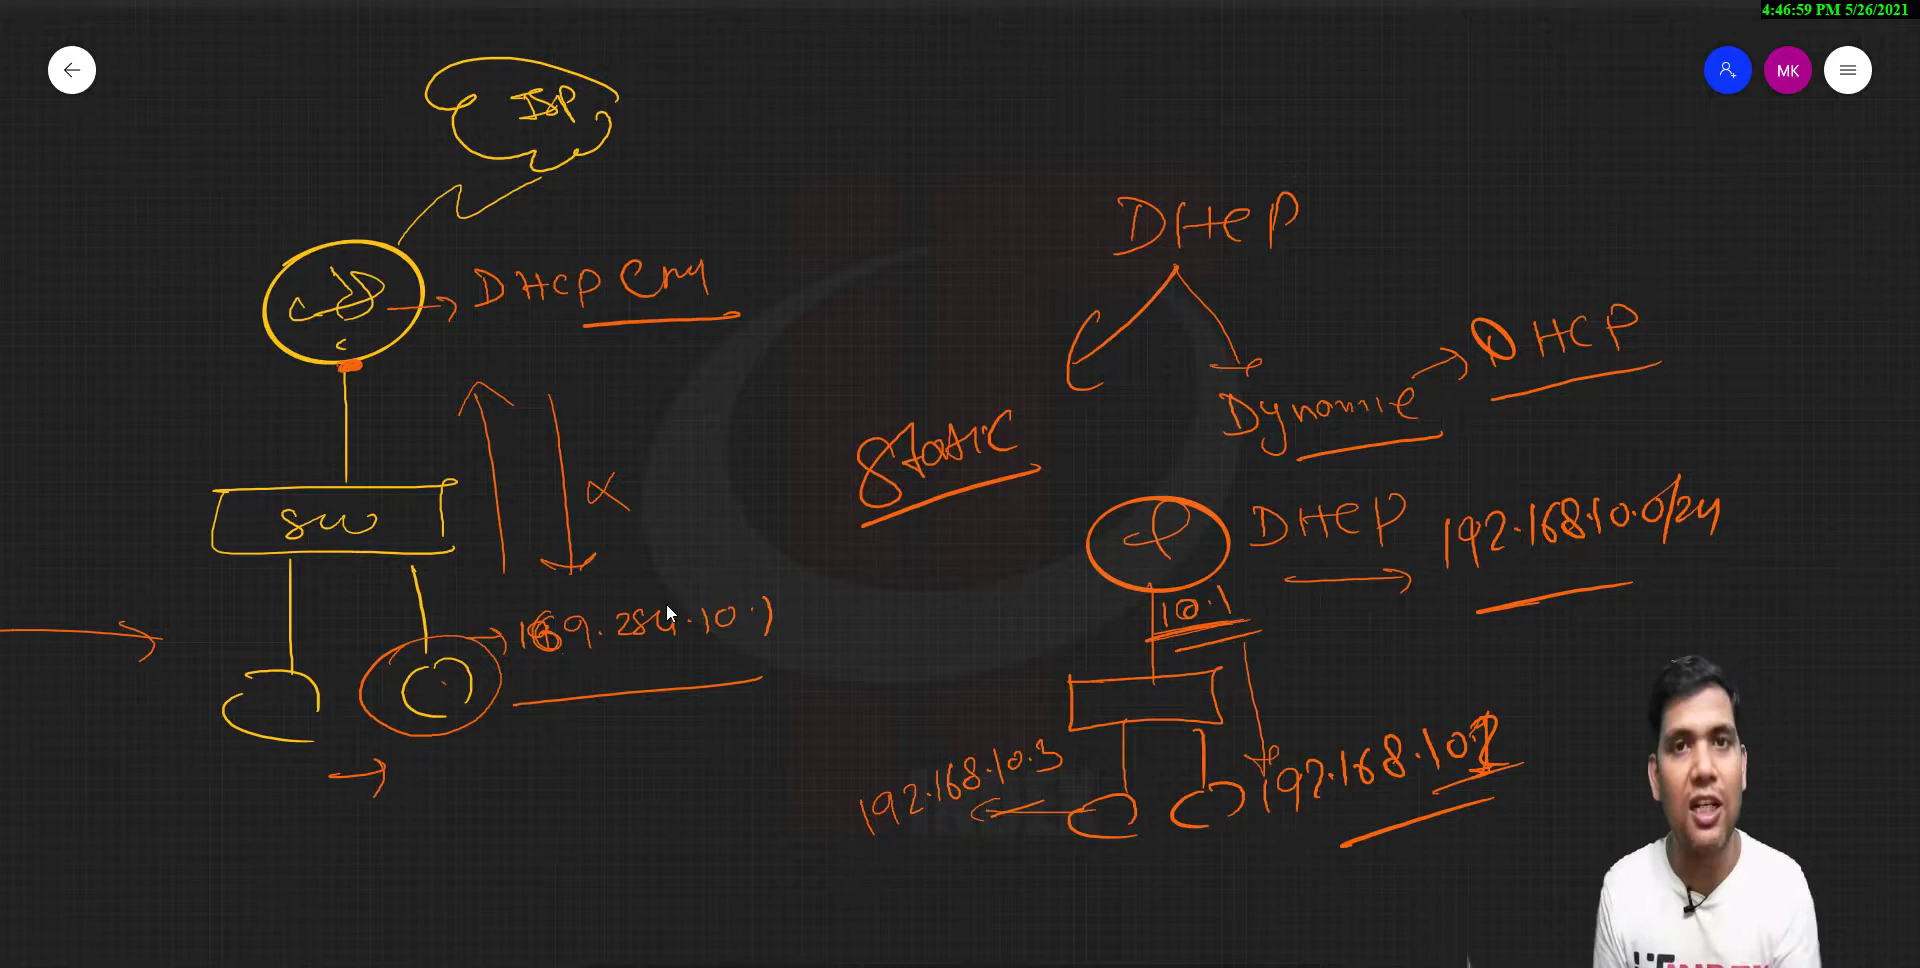 4:46:59 PM 5/26/2021
MK
ISP
DHCP
DHCP
DHCP
Dynamic
Static
SW
DHCP
192.168.10.0/24
10.1
169.254.10.1
192.168.10.3
192.168.10.2